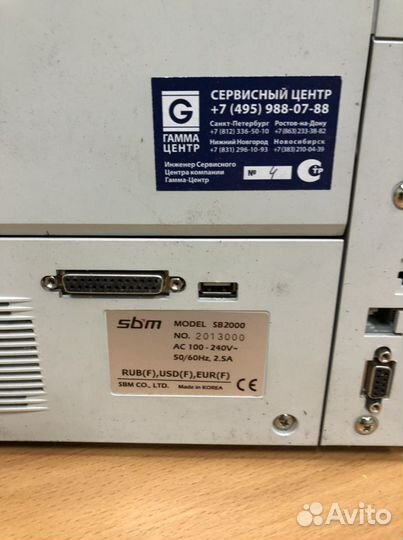 G
ГАММА
ЦЕНТР
СЕРВИСНЫЙ ЦЕНТР
+7 (495) 988-07-88
Санкт-Петербург Ростов-на-Дону
+7 (812) 336-50-10 +7(863) 233-38-82
Нижний Новгород Новосибирск
+7 (831) 296-10-93 +7(383) 210-04-39
Инженер Сервисного
Центра компании
Гамма-Центр
№ 4
СТР
sbm MODEL SB2000
NO. 2013000
AC 100 - 240V~
50/60Hz, 2.5A
RUB(F),USD(F),EUR(F)
SBM CO., LTD. Made in KOREA
CE
Avito